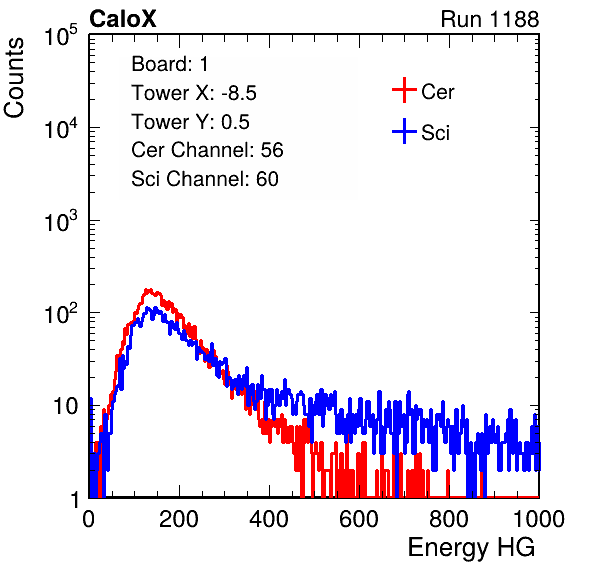 CaloX Run 1188
Counts
10^5
10^4
10^3
10^2
10
1
Board: 1
Tower X: -8.5
Tower Y: 0.5
Cer Channel: 56
Sci Channel: 60
Cer
Sci
0 200 400 600 800 1000
Energy HG